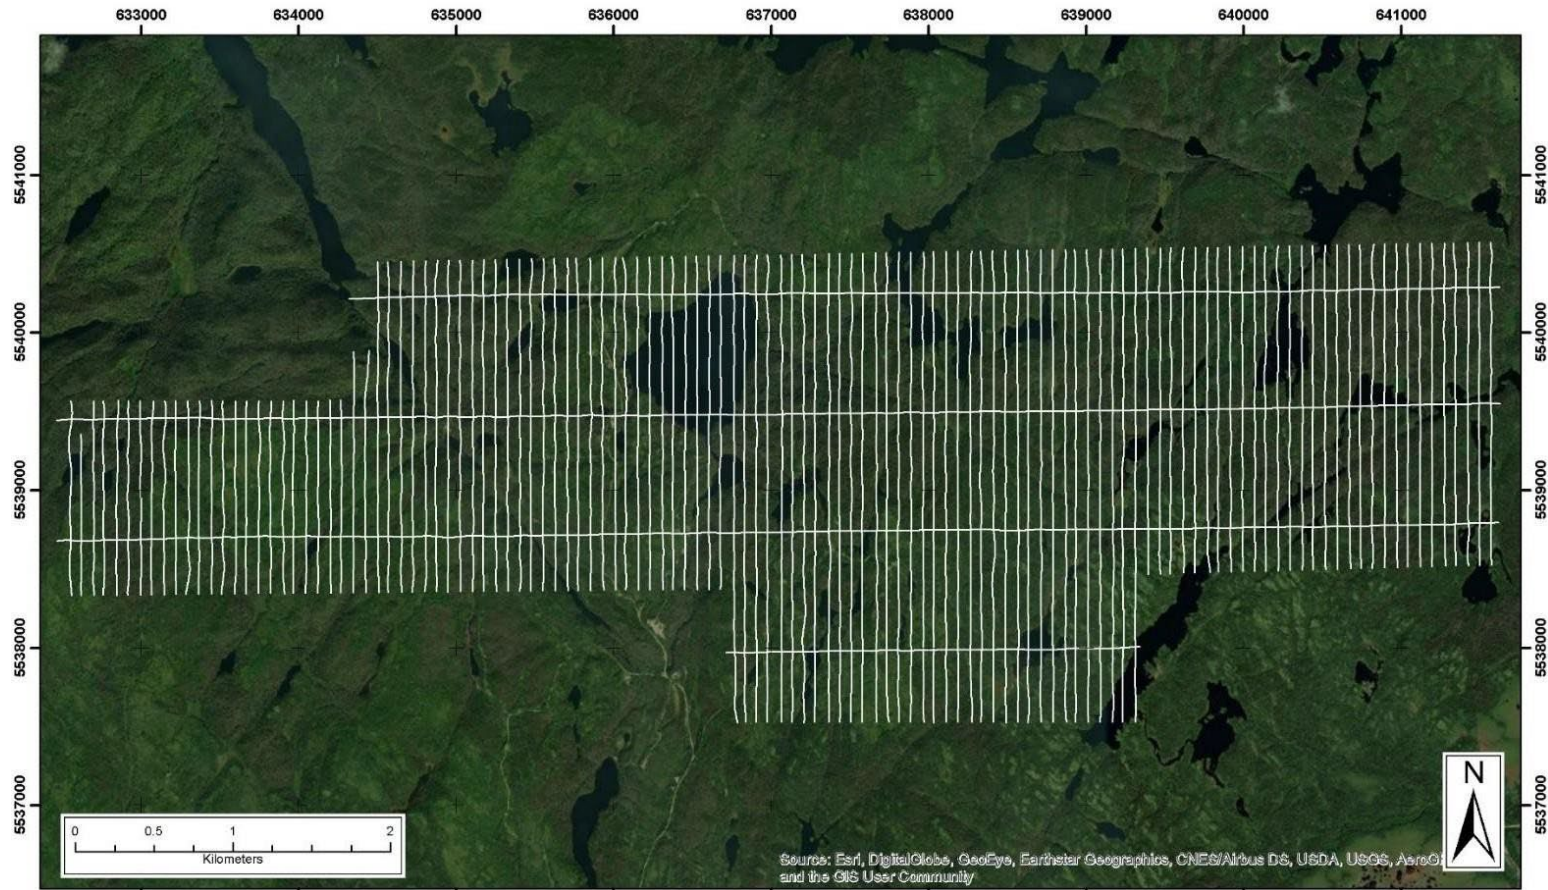 633000 634000 635000 636000 637000 638000 639000 640000 641000
5541000 5541000
5540000 5540000
5539000 5539000
5538000 5538000
5537000 5537000
N
0 0.5 1 2
Kilometers
Source: Esri, DigitalGlobe, GeoEye, Earthstar Geographics, CNES/Airbus DS, USDA, USGS,
and the GIS User Community